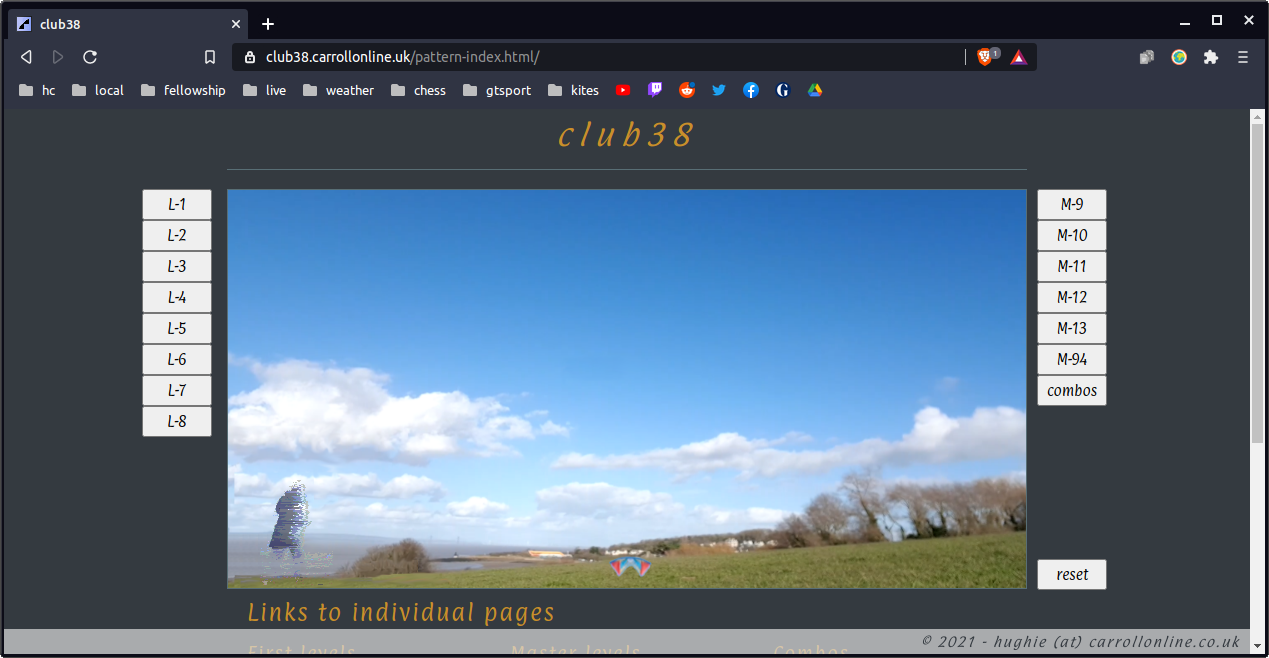 club38
club38.carrollonline.uk/pattern-index.html/
1
hc
local
fellowship
live
weather
chess
gtsport
kites
G
club38
L-1
L-2
L-3
L-4
L-5
L-6
L-7
L-8
M-9
M-10
M-11
M-12
M-13
M-94
combos
reset
Links to individual pages
First levels
Master levels
Combos
© 2021 - hughie (at) carrollonline.co.uk